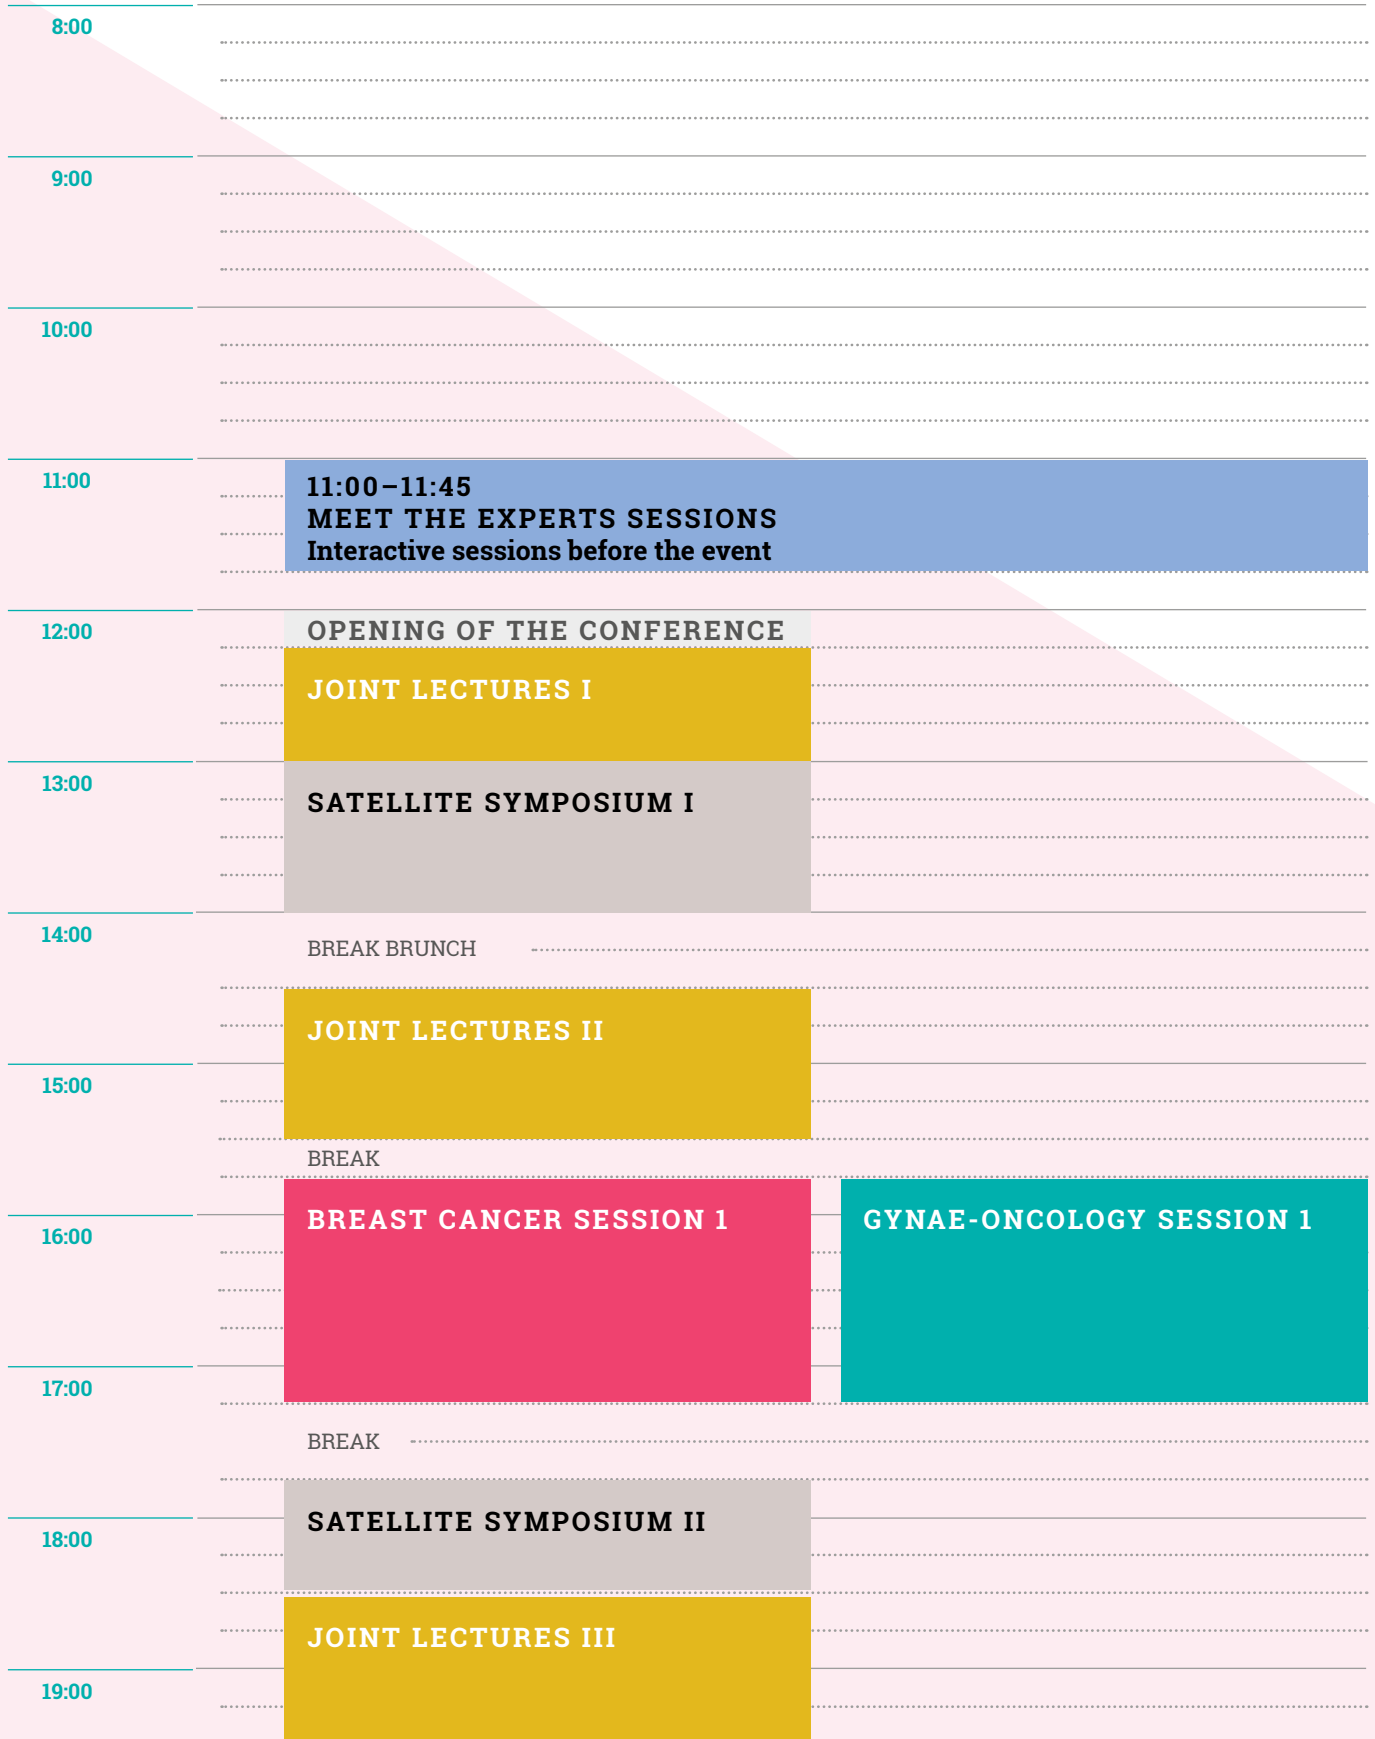 8:00
9:00
10:00
11:00
11:00–11:45
MEET THE EXPERTS SESSIONS
Interactive sessions before the event
12:00
OPENING OF THE CONFERENCE
JOINT LECTURES I
13:00
SATELLITE SYMPOSIUM I
14:00
BREAK BRUNCH
JOINT LECTURES II
15:00
BREAK
BREAST CANCER SESSION 1
GYNAE-ONCOLOGY SESSION 1
16:00
17:00
BREAK
SATELLITE SYMPOSIUM II
18:00
JOINT LECTURES III
19:00